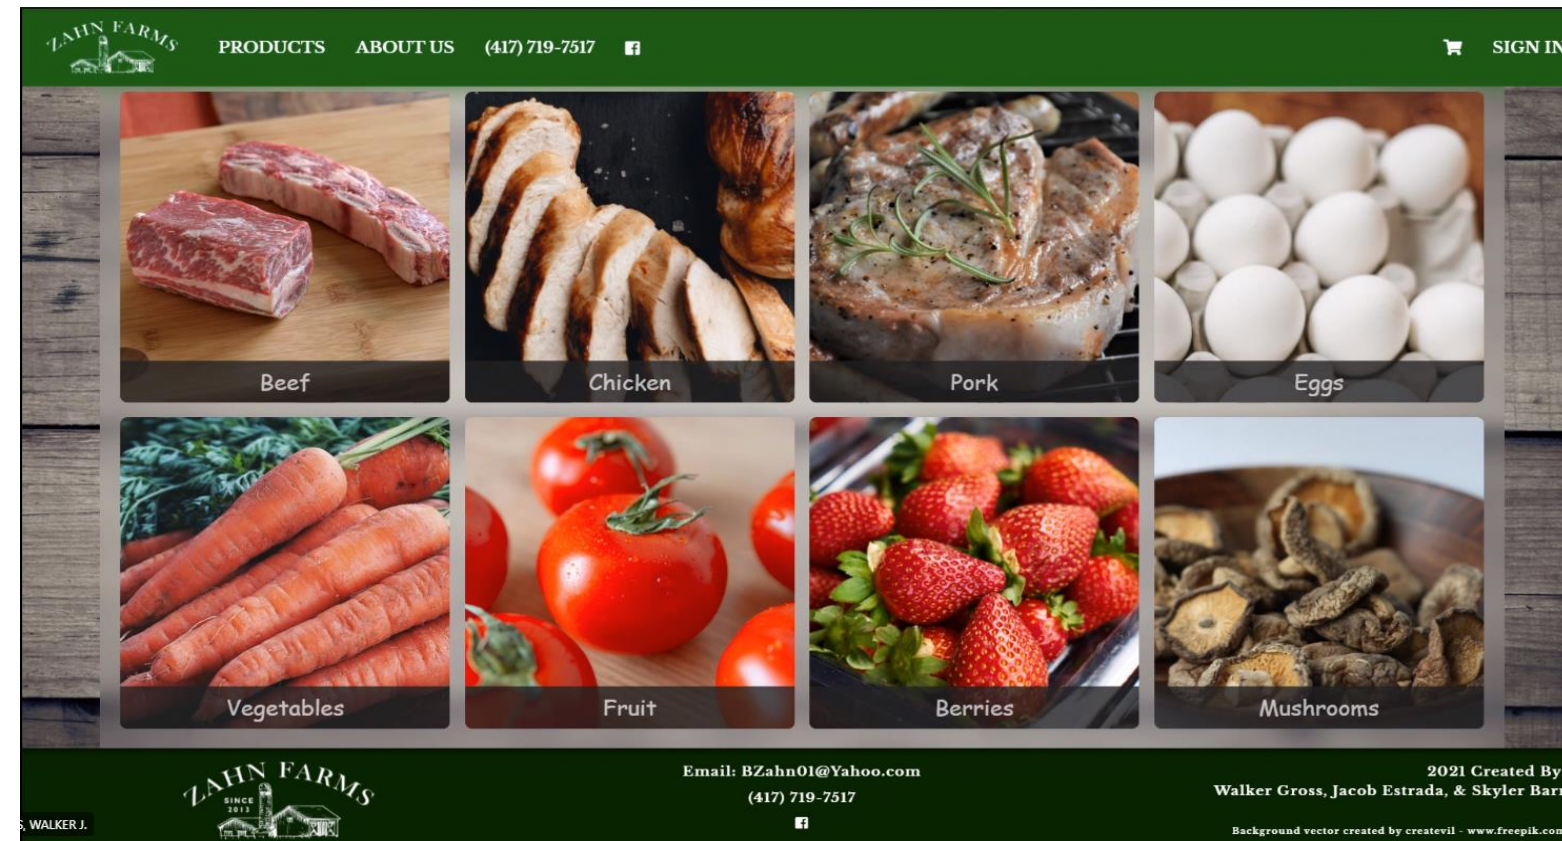 ZAHN FARMS
PRODUCTS
ABOUT US
(417) 719-7517
SIGN IN
Beef
Chicken
Pork
Eggs
Vegetables
Fruit
Berries
Mushrooms
ZAHN FARMS
SINCE
2013
Email: BZahn01@Yahoo.com
(417) 719-7517
2021 Created By
Walker Gross, Jacob Estrada, & Skyler Barr
Background vector created by createvil - www.freepik.com
S, WALKER J.